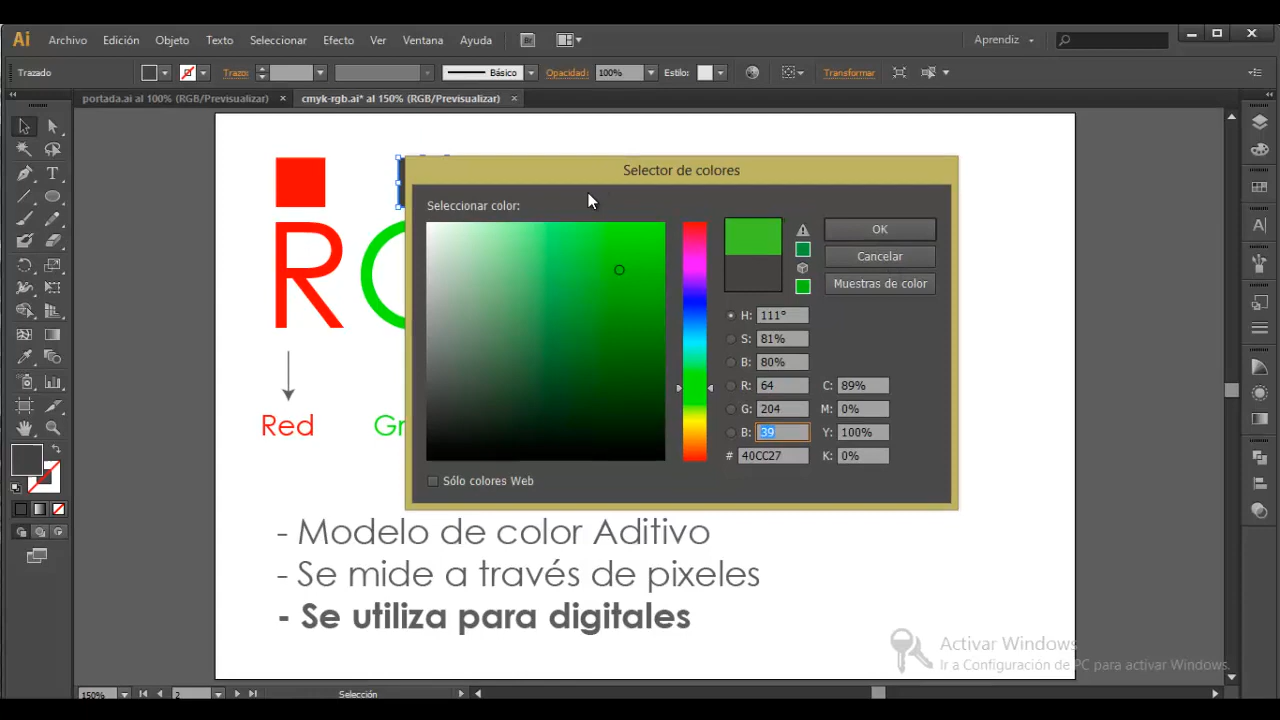 Ai Archivo Edición Objeto Texto Seleccionar Efecto Ver Ventana Ayuda Br Aprendiz
Trazado Trazo: Básico Opacidad: 100% Estilo: Transformar
portada.ai al 100% (RGB/Previsualizar) × cmyk-rgb.ai* al 150% (RGB/Previsualizar) ×
Selector de colores
Seleccionar color:
OK
Cancelar
Muestras de color
H: 111°
S: 81%
B: 80%
R: 64 C: 89%
G: 204 M: 0%
B: 39 Y: 100%
# 40CC27 K: 0%
Sólo colores Web
R
Red Gr
- Modelo de color Aditivo
- Se mide a través de pixeles
- Se utiliza para digitales
Activar Windows
Ir a Configuración de PC para activar Windows.
150% 2 Selección